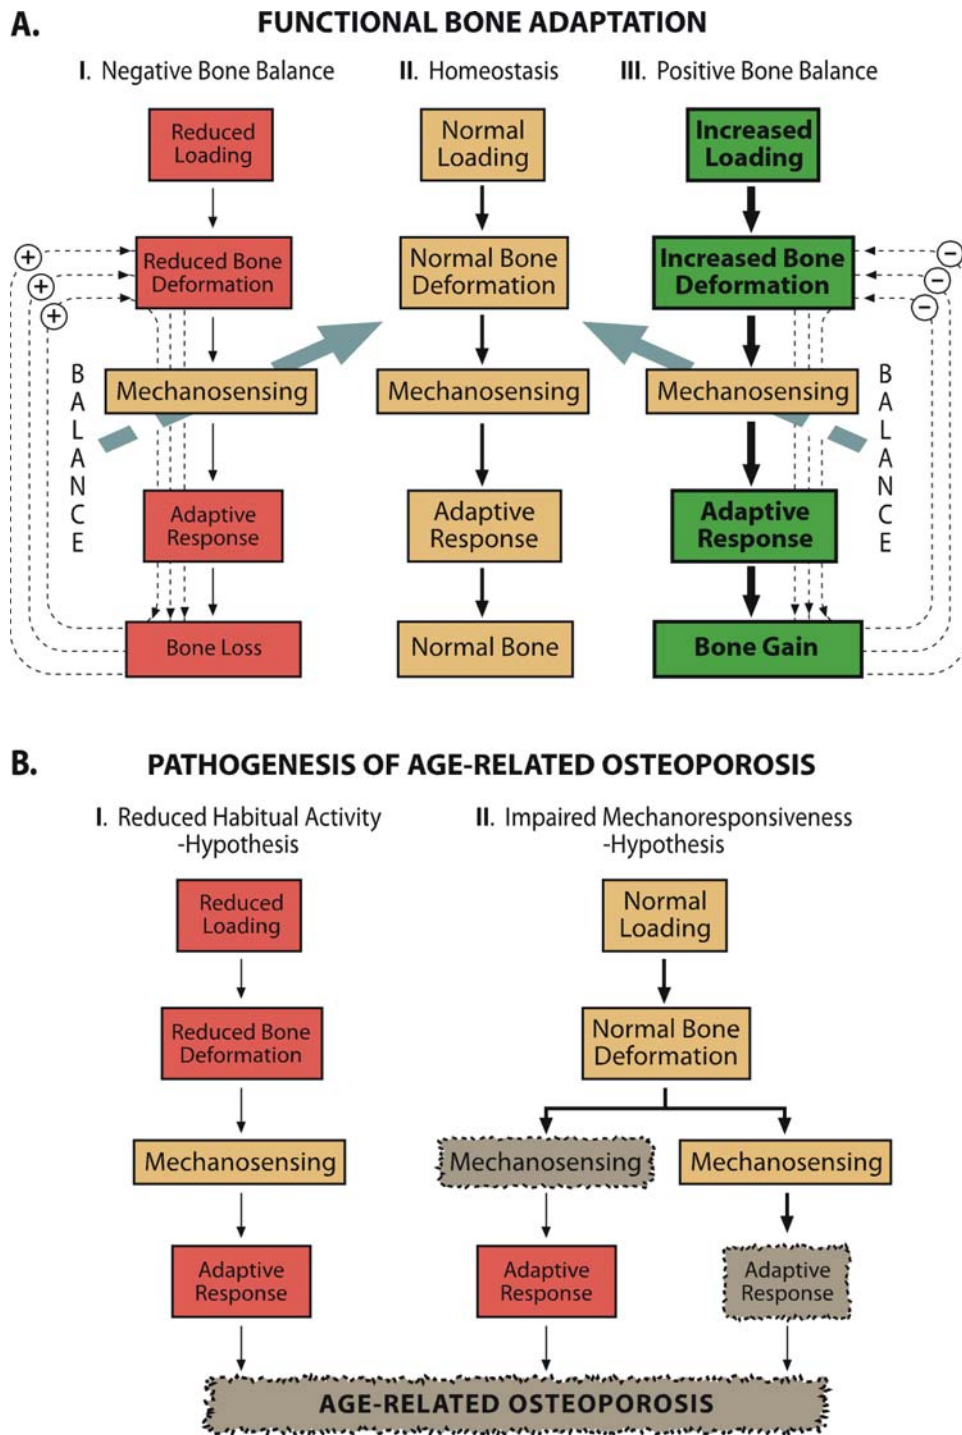 A.
FUNCTIONAL BONE ADAPTATION
I. Negative Bone Balance
II. Homeostasis
III. Positive Bone Balance
Reduced
Loading
Normal
Loading
Increased
Loading
Reduced Bone
Deformation
Normal Bone
Deformation
Increased Bone
Deformation
+
+
+
−
−
−
BALANCE
Mechanosensing
Mechanosensing
Mechanosensing
BALANCE
Adaptive
Response
Adaptive
Response
Adaptive
Response
Bone Loss
Normal Bone
Bone Gain
B.
PATHOGENESIS OF AGE-RELATED OSTEOPOROSIS
I. Reduced Habitual Activity
-Hypothesis
II. Impaired Mechanoresponsiveness
-Hypothesis
Reduced
Loading
Normal
Loading
Reduced Bone
Deformation
Normal Bone
Deformation
Mechanosensing
Mechanosensing
Mechanosensing
Adaptive
Response
Adaptive
Response
Adaptive
Response
AGE-RELATED OSTEOPOROSIS